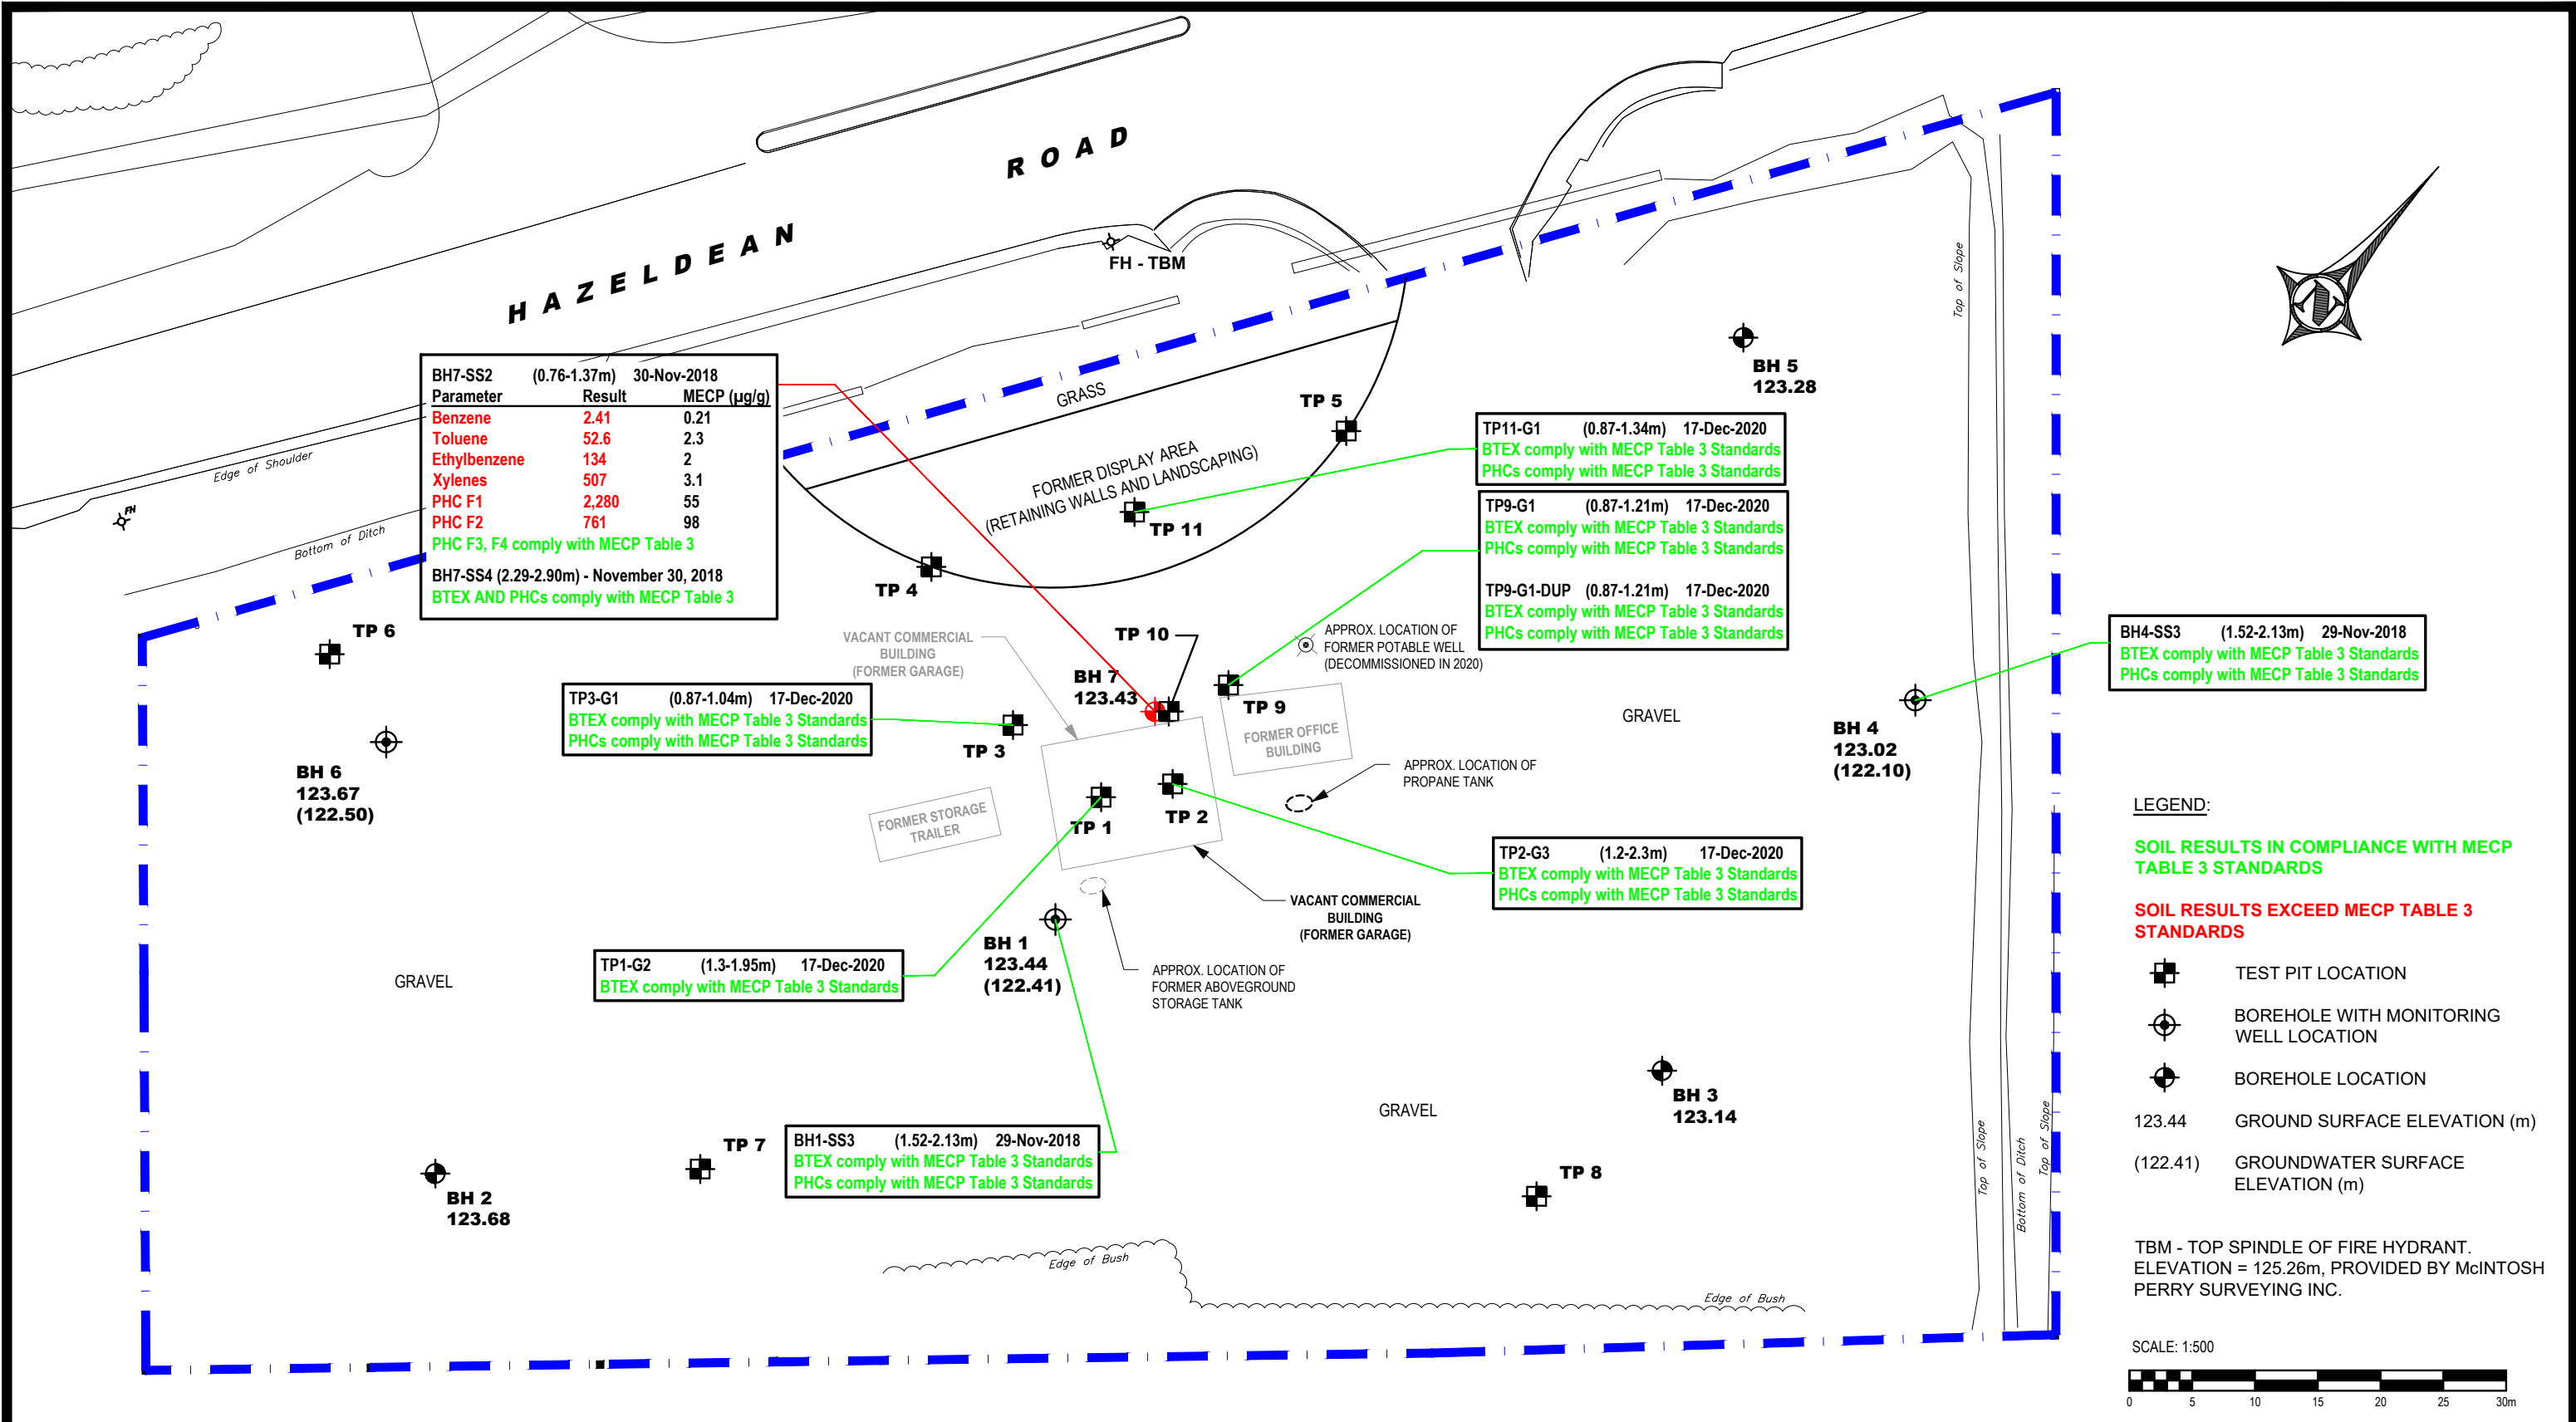 HAZELDEAN ROAD
FH - TBM
FH
Edge of Shoulder
Bottom of Ditch
Top of Slope
GRASS
FORMER DISPLAY AREA
(RETAINING WALLS AND LANDSCAPING)
BH7-SS2 (0.76-1.37m) 30-Nov-2018
Parameter Result MECP (µg/g)
Benzene 2.41 0.21
Toluene 52.6 2.3
Ethylbenzene 134 2
Xylenes 507 3.1
PHC F1 2,280 55
PHC F2 761 98
PHC F3, F4 comply with MECP Table 3
BH7-SS4 (2.29-2.90m) - November 30, 2018
BTEX AND PHCs comply with MECP Table 3
BH 5
123.28
TP 5
TP 11
TP 4
TP11-G1 (0.87-1.34m) 17-Dec-2020
BTEX comply with MECP Table 3 Standards
PHCs comply with MECP Table 3 Standards
TP9-G1 (0.87-1.21m) 17-Dec-2020
BTEX comply with MECP Table 3 Standards
PHCs comply with MECP Table 3 Standards
TP9-G1-DUP (0.87-1.21m) 17-Dec-2020
BTEX comply with MECP Table 3 Standards
PHCs comply with MECP Table 3 Standards
BH4-SS3 (1.52-2.13m) 29-Nov-2018
BTEX comply with MECP Table 3 Standards
PHCs comply with MECP Table 3 Standards
TP 6
VACANT COMMERCIAL
BUILDING
(FORMER GARAGE)
TP 10
APPROX. LOCATION OF
FORMER POTABLE WELL
(DECOMMISSIONED IN 2020)
BH 7
123.43
TP 9
FORMER OFFICE
BUILDING
TP3-G1 (0.87-1.04m) 17-Dec-2020
BTEX comply with MECP Table 3 Standards
PHCs comply with MECP Table 3 Standards
TP 3
GRAVEL
BH 4
123.02
(122.10)
BH 6
123.67
(122.50)
APPROX. LOCATION OF
PROPANE TANK
FORMER STORAGE
TRAILER
TP 1
TP 2
TP2-G3 (1.2-2.3m) 17-Dec-2020
BTEX comply with MECP Table 3 Standards
PHCs comply with MECP Table 3 Standards
VACANT COMMERCIAL
BUILDING
(FORMER GARAGE)
BH 1
123.44
(122.41)
TP1-G2 (1.3-1.95m) 17-Dec-2020
BTEX comply with MECP Table 3 Standards
GRAVEL
APPROX. LOCATION OF
FORMER ABOVEGROUND
STORAGE TANK
BH 3
123.14
GRAVEL
TP 7
BH1-SS3 (1.52-2.13m) 29-Nov-2018
BTEX comply with MECP Table 3 Standards
PHCs comply with MECP Table 3 Standards
TP 8
BH 2
123.68
Edge of Bush
Edge of Bush
Top of Slope
Bottom of Ditch
Top of Slope
LEGEND:
SOIL RESULTS IN COMPLIANCE WITH MECP
TABLE 3 STANDARDS
SOIL RESULTS EXCEED MECP TABLE 3
STANDARDS
TEST PIT LOCATION
BOREHOLE WITH MONITORING
WELL LOCATION
BOREHOLE LOCATION
123.44 GROUND SURFACE ELEVATION (m)
(122.41) GROUNDWATER SURFACE
ELEVATION (m)
TBM - TOP SPINDLE OF FIRE HYDRANT.
ELEVATION = 125.26m, PROVIDED BY McINTOSH
PERRY SURVEYING INC.
SCALE: 1:500
0 5 10 15 20 25 30m